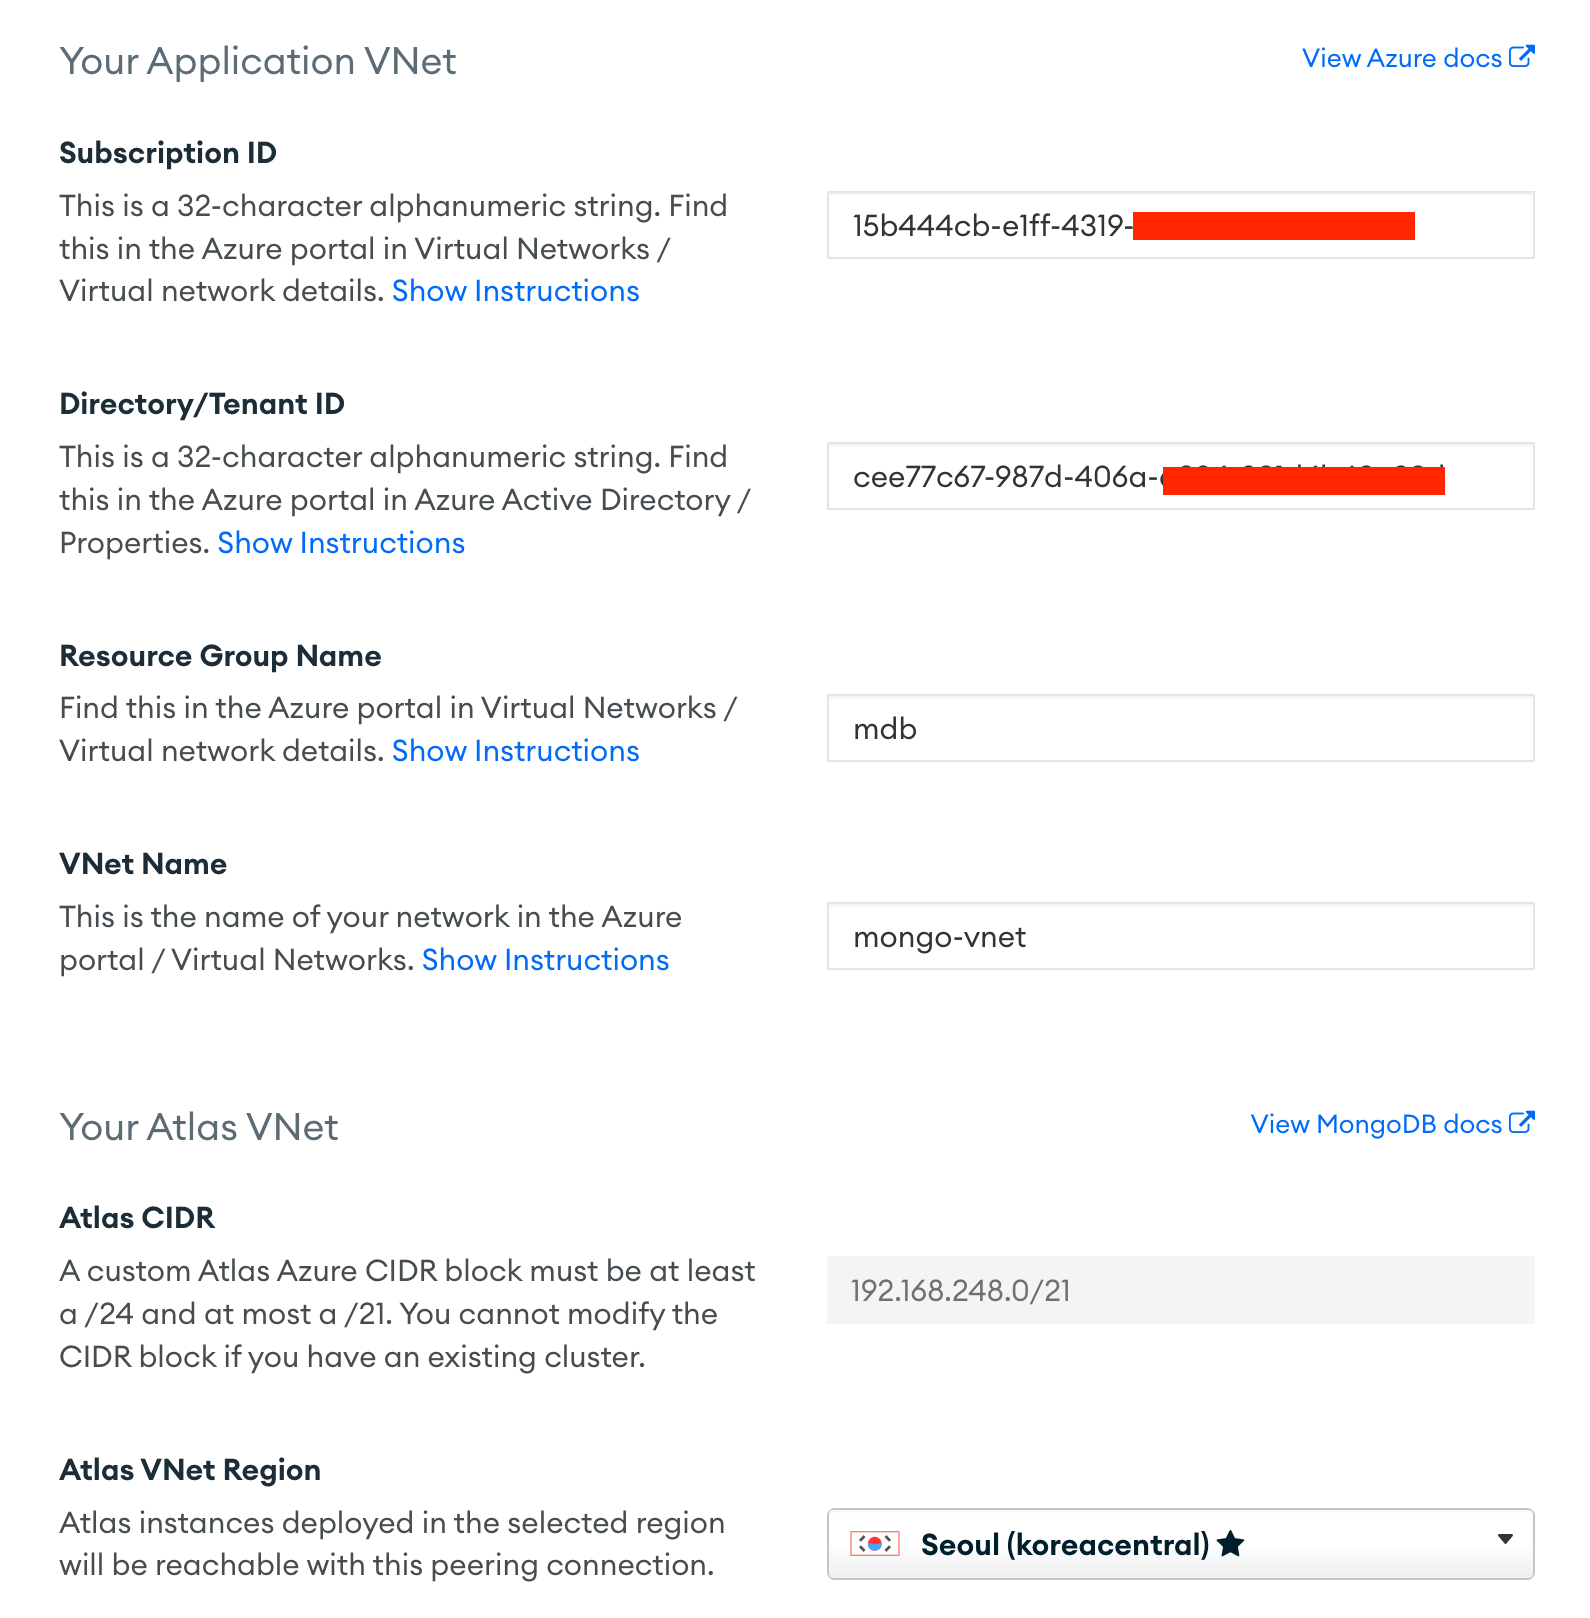 Your Application VNet
View Azure docs
Subscription ID
This is a 32-character alphanumeric string. Find
this in the Azure portal in Virtual Networks /
Virtual network details. Show Instructions
15b444cb-e1ff-4319-
Directory/Tenant ID
This is a 32-character alphanumeric string. Find
this in the Azure portal in Azure Active Directory /
Properties. Show Instructions
cee77c67-987d-406a-
Resource Group Name
Find this in the Azure portal in Virtual Networks /
Virtual network details. Show Instructions
mdb
VNet Name
This is the name of your network in the Azure
portal / Virtual Networks. Show Instructions
mongo-vnet
Your Atlas VNet
View MongoDB docs
Atlas CIDR
A custom Atlas Azure CIDR block must be at least
a /24 and at most a /21. You cannot modify the
CIDR block if you have an existing cluster.
192.168.248.0/21
Atlas VNet Region
Atlas instances deployed in the selected region
will be reachable with this peering connection.
Seoul (koreacentral)